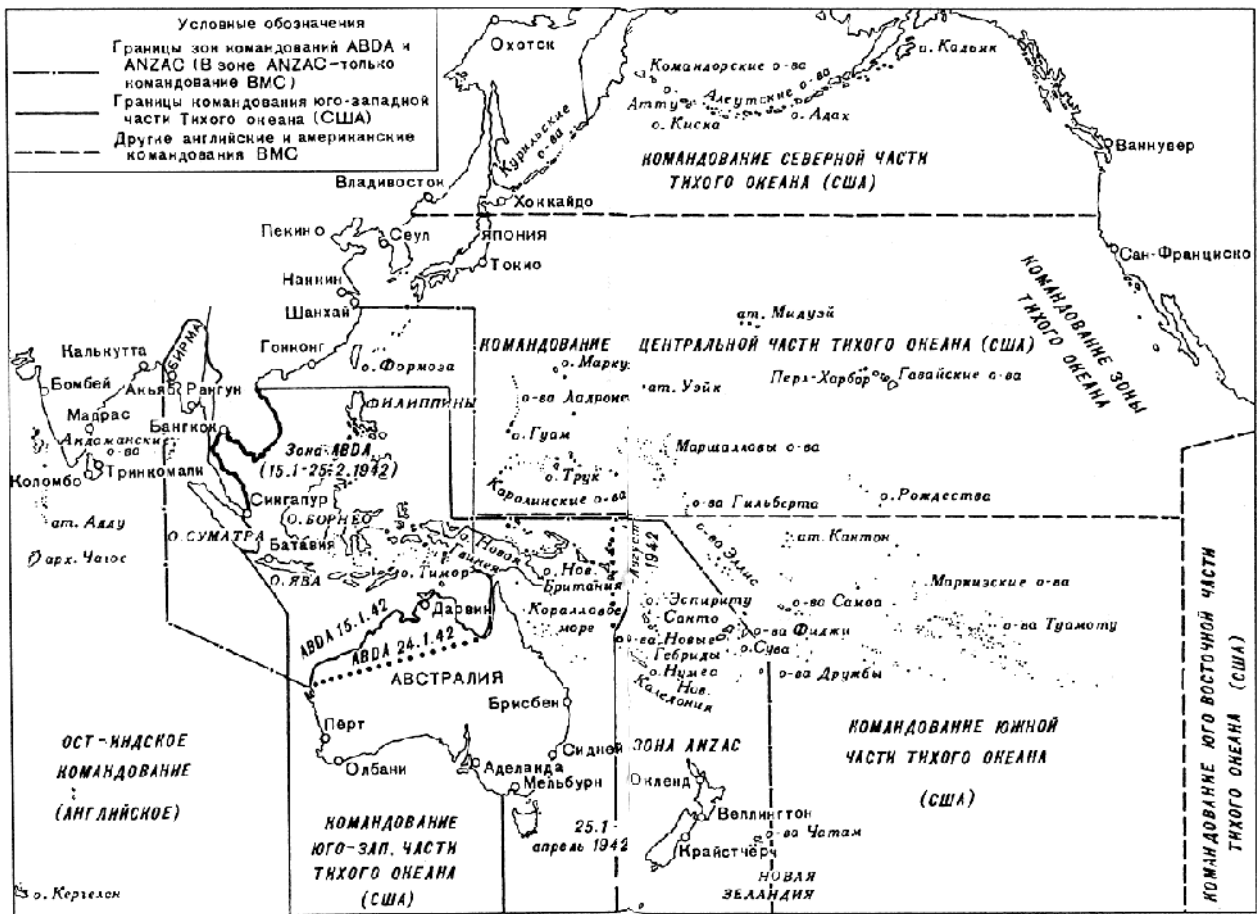 Условные обозначения
Границы зон командований ABDA и
ANZAC (В зоне ANZAC-только
командование ВМС)
Границы командования юго-западной
части Тихого океана (США)
Другие английские и американские
командования ВМС
Охотск
о. Кадьяк
Командорские о-ва
Атту
Алеутские о-ва
о. Киска
о. Адах
Курильские
о-ва
Ванкувер
КОМАНДОВАНИЕ СЕВЕРНОЙ ЧАСТИ
ТИХОГО ОКЕАНА (США)
Владивосток
Хоккайдо
Пекин
Сеул
ЯПОНИЯ
Токио
Сан-Франциско
КОМАНДОВАНИЕ ЗОНЫ
ТИХОГО ОКЕАНА
Нанкин
Шанхай
ат. Мидуэй
Гонконг
о. Формоза
КОМАНДОВАНИЕ
ЦЕНТРАЛЬНОЙ ЧАСТИ ТИХОГО ОКЕАНА (США)
Калькутта
БИРМА
о. Маркус
ат. Уэйк
Перл-Харбор
Гавайские о-ва
Бомбей
Акьяб
Рангун
ФИЛИППИНЫ
о-ва Ладроне
Мадрас
Бангкок
о. Гуам
Андаманские
о-ва
Зона ABDA
(15.1-25.2.1942)
Маршалловы о-ва
Тринкомали
Коломбо
о. Трук
Каролинские о-ва
Сингапур
о-ва Гильберта
о. Рождества
ат. Адду
О. СУМАТРА
О. БОРНЕО
Август
1942
о-ва Эллис
ат. Кантон
арх. Чагос
Батавия
О. ЯВА
о. Новая
Гвинея
о. Тимор
о. Нов.
Британия
Маркизские о-ва
ABDA 15.1.42
Дарвин
Коралловое
море
о. Эспириту
Санто
о-ва Самоа
о-ва Туамоту
ABDA 24.1.42
о-ва Новые
Гебриды
о-ва Фиджи
о. Сува
АВСТРАЛИЯ
о. Нумеа
Нов.
Каледония
о-ва Дружбы
Брисбен
Перт
Сидней
ОСТ-ИНДСКОЕ
КОМАНДОВАНИЕ
(АНГЛИЙСКОЕ)
Олбани
Аделаида
Мельбурн
ЗОНА ANZAC
КОМАНДОВАНИЕ ЮЖНОЙ
ЧАСТИ ТИХОГО ОКЕАНА
(США)
Окленд
Веллингтон
КОМАНДОВАНИЕ
ЮГО-ЗАП. ЧАСТИ
ТИХОГО ОКЕАНА
(США)
25.1-
апрель 1942
о-ва Чатам
Крайстчёрч
НОВАЯ
ЗЕЛАНДИЯ
о. Кергелен
КОМАНДОВАНИЕ ЮГО ВОСТОЧНОЙ ЧАСТИ
ТИХОГО ОКЕАНА (США)